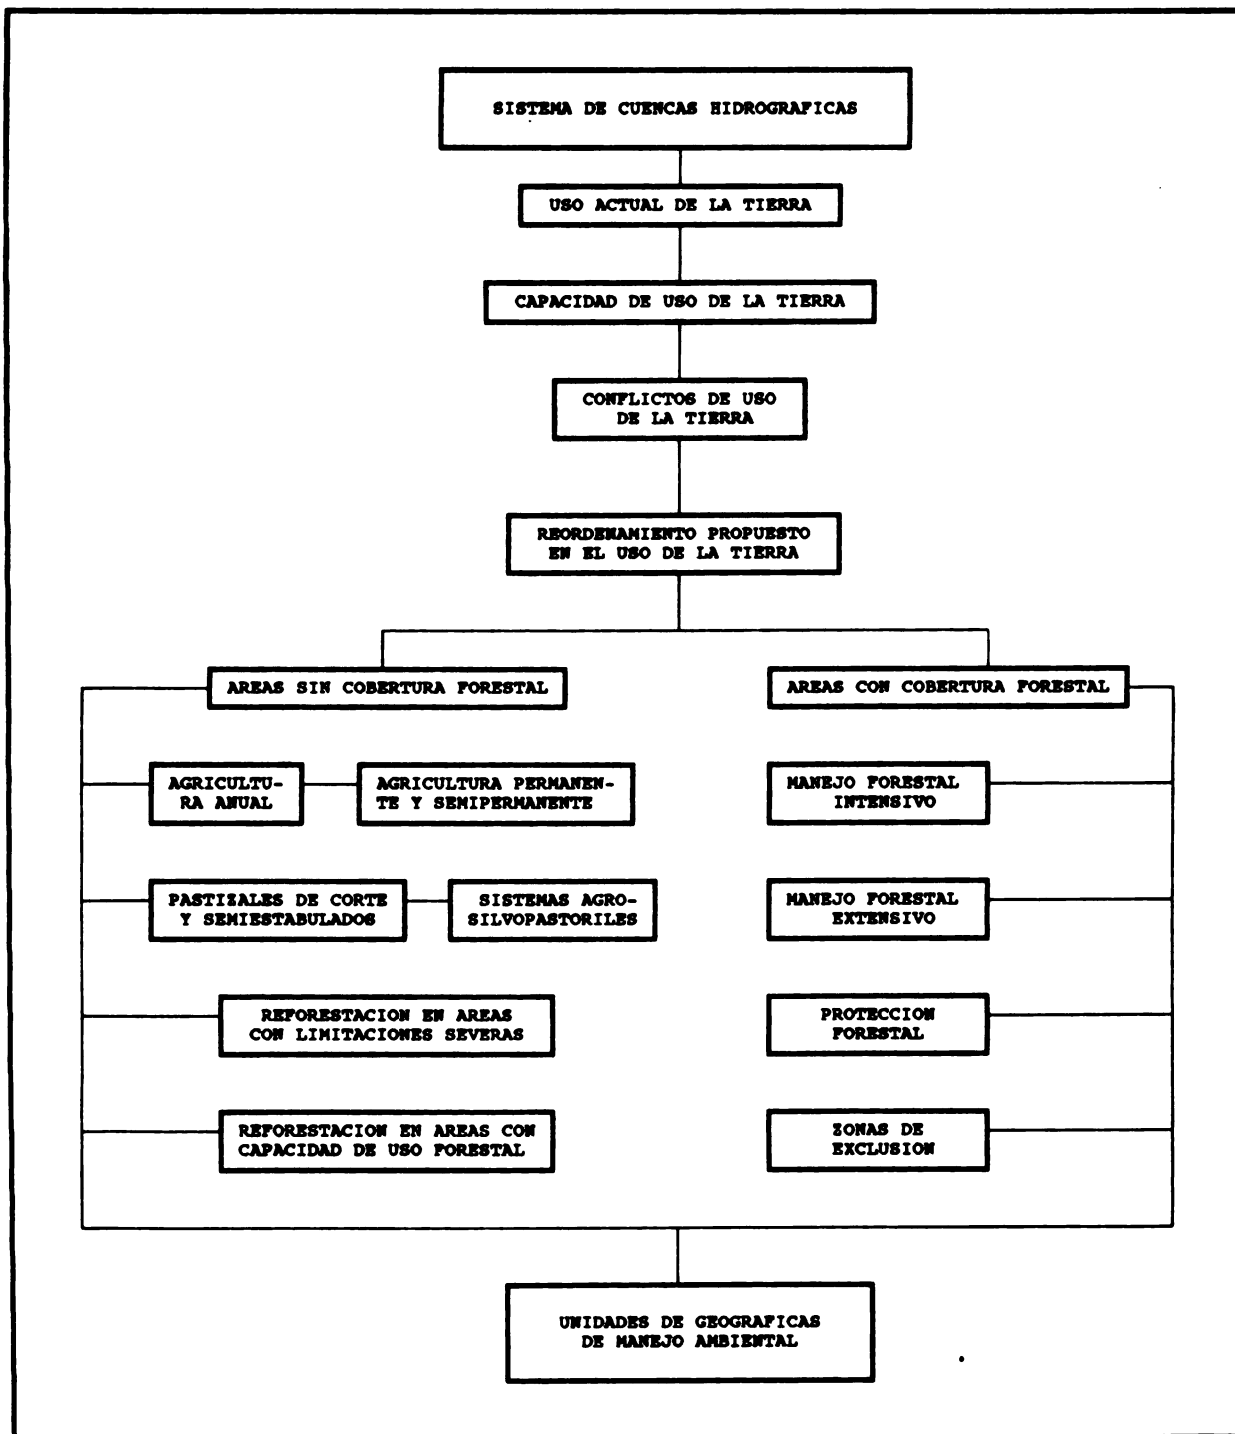 SISTEMA DE CUENCAS HIDROGRAFICAS
USO ACTUAL DE LA TIERRA
CAPACIDAD DE USO DE LA TIERRA
CONFLICTOS DE USO
DE LA TIERRA
REORDENAMIENTO PROPUESTO
EN EL USO DE LA TIERRA
AREAS SIN COBERTURA FORESTAL
AREAS CON COBERTURA FORESTAL
AGRICULTU-
RA ANUAL
AGRICULTURA PERMANEN-
TE Y SEMIPERMANENTE
MANEJO FORESTAL
INTENSIVO
PASTIZALES DE CORTE
Y SEMIESTABULADOS
SISTEMAS AGRO-
SILVOPASTORILES
MANEJO FORESTAL
EXTENSIVO
REFORESTACION EN AREAS
CON LIMITACIONES SEVERAS
PROTECCION
FORESTAL
REFORESTACION EN AREAS CON
CAPACIDAD DE USO FORESTAL
ZONAS DE
EXCLUSION
UNIDADES DE GEOGRAFICAS
DE MANEJO AMBIENTAL